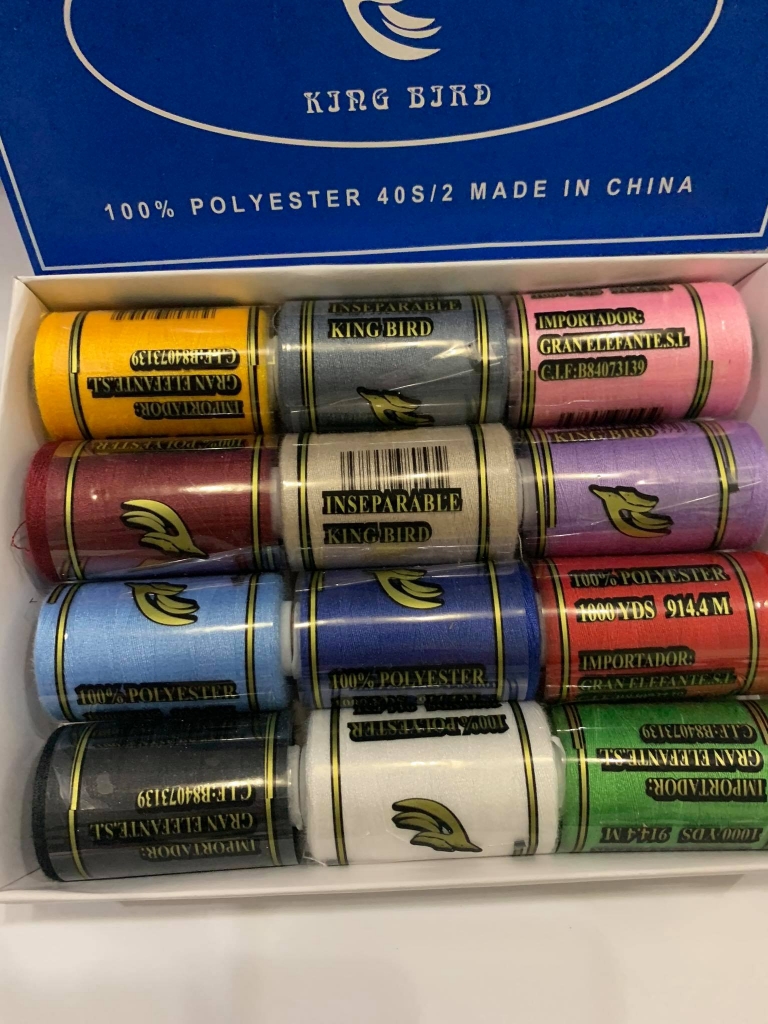 KING BIRD
100% POLYESTER 40S/2 MADE IN CHINA
IMPORTADOR:
GRAN ELEFANTE.S.L
C.I.F:B84073139
INSEPARABLE
KING BIRD
IMPORTADOR:
GRAN ELEFANTE.S.L
C.I.F:B84073139
100% POLYESTER
INSEPARABLE
KING BIRD
KING BIRD
100% POLYESTER
100% POLYESTER
100% POLYESTER
1000 YDS 914.4 M
IMPORTADOR:
GRAN ELEFANTE.S.L
IMPORTADOR:
GRAN ELEFANTE.S.L
C.I.F:B84073139
100% POLYESTER
1000 YDS 914.4 M
IMPORTADOR:
GRAN ELEFANTE.S.L
C.I.F:B84073139